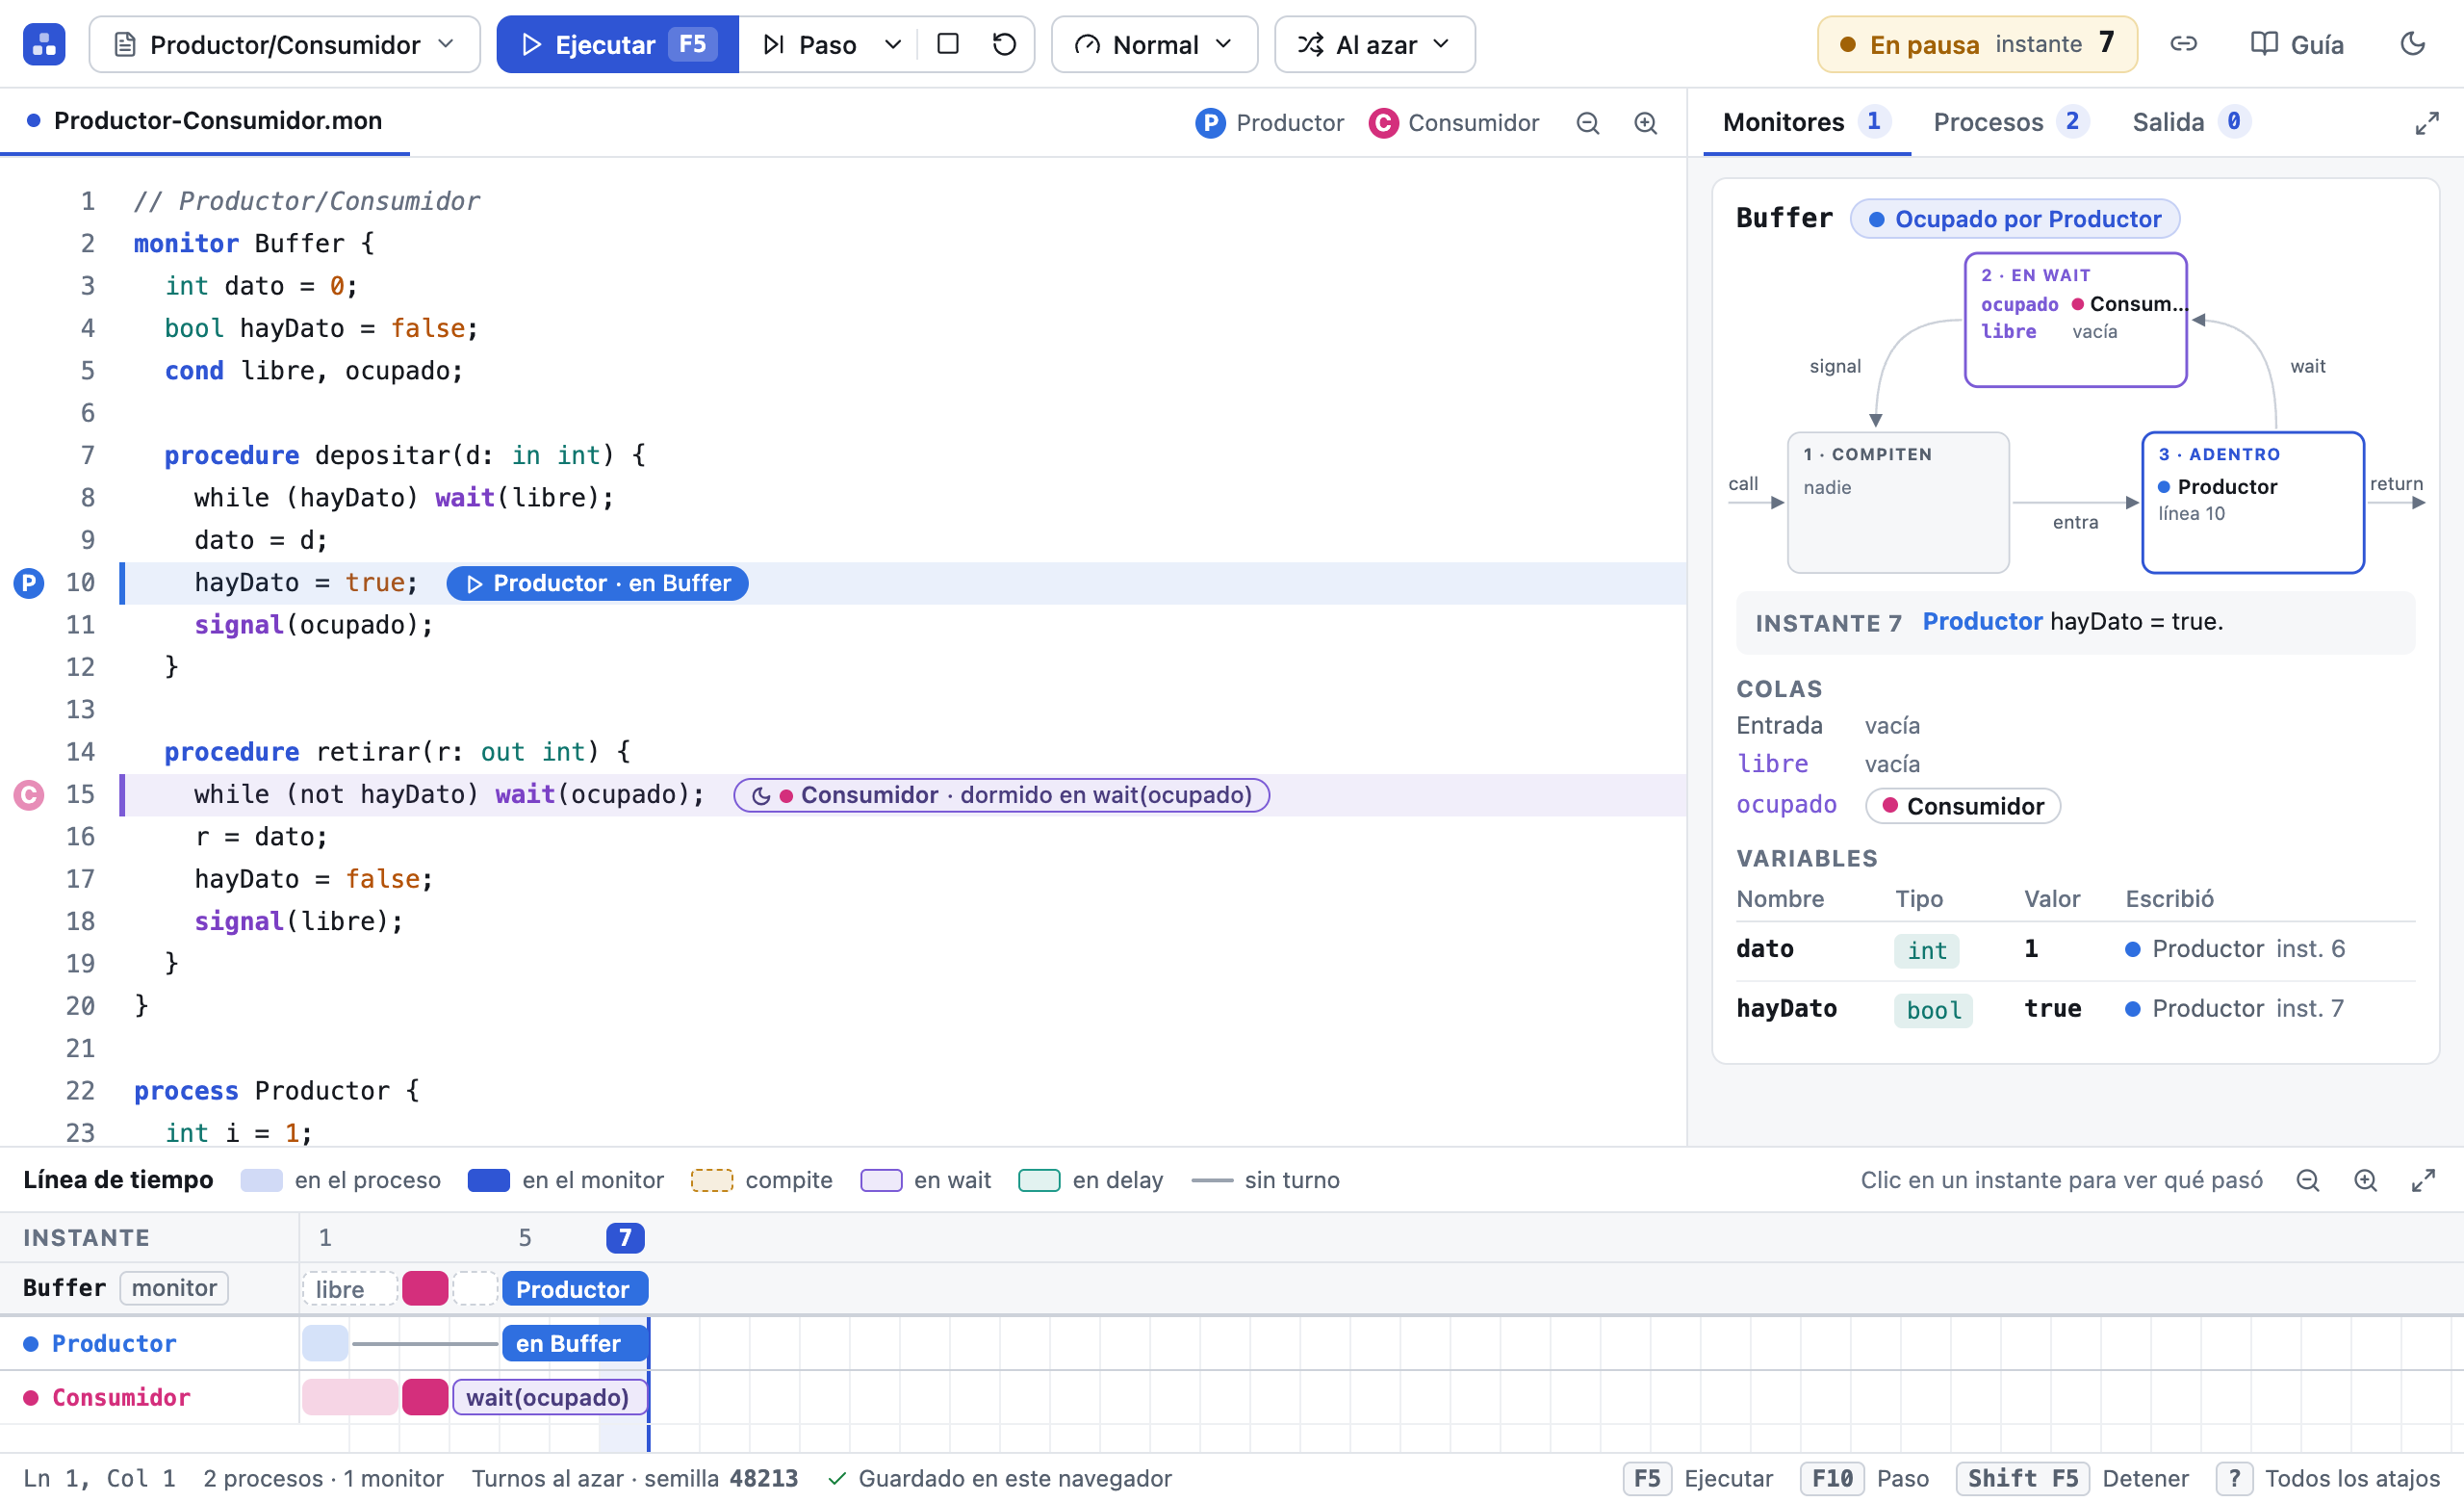 Productor/Consumidor Ejecutar F5 Paso Normal Al azar En pausa instante 7 Guía
Productor-Consumidor.mon P Productor C Consumidor
1 // Productor/Consumidor
2 monitor Buffer {
3 int dato = 0;
4 bool hayDato = false;
5 cond libre, ocupado;
6
7 procedure depositar(d: in int) {
8 while (hayDato) wait(libre);
9 dato = d;
P 10 hayDato = true; Productor · en Buffer
11 signal(ocupado);
12 }
13
14 procedure retirar(r: out int) {
C 15 while (not hayDato) wait(ocupado); Consumidor · dormido en wait(ocupado)
16 r = dato;
17 hayDato = false;
18 signal(libre);
19 }
20 }
21
22 process Productor {
23 int i = 1;
Monitores 1 Procesos 2 Salida 0
Buffer Ocupado por Productor
2 · EN WAIT
ocupado Consum...
libre vacía
signal
wait
1 · COMPITEN
nadie
3 · ADENTRO
Productor
línea 10
call
entra
return
INSTANTE 7 Productor hayDato = true.
COLAS
Entrada vacía
libre vacía
ocupado Consumidor
VARIABLES
Nombre Tipo Valor Escribió
dato int 1 Productor inst. 6
hayDato bool true Productor inst. 7
Línea de tiempo en el proceso en el monitor compite en wait en delay sin turno Clic en un instante para ver qué pasó
INSTANTE 1 5 7
Buffer monitor libre Productor
Productor en Buffer
Consumidor wait(ocupado)
Ln 1, Col 1 2 procesos · 1 monitor Turnos al azar · semilla 48213 Guardado en este navegador F5 Ejecutar F10 Paso Shift F5 Detener ? Todos los atajos